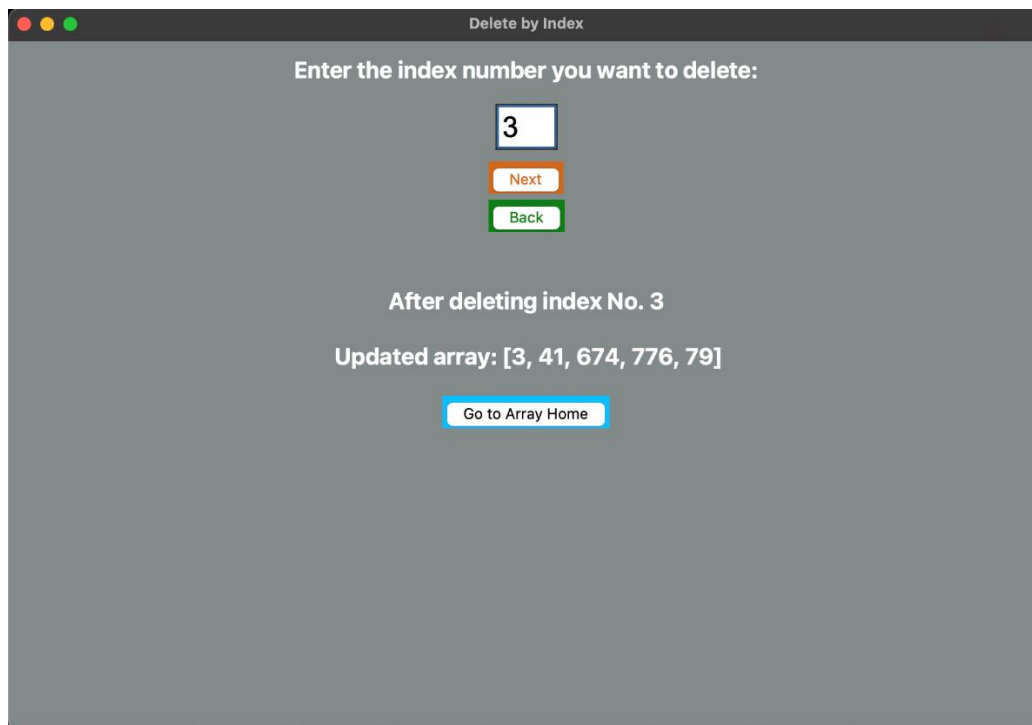 Delete by Index
Enter the index number you want to delete:
3
Next
Back
After deleting index No. 3
Updated array: [3, 41, 674, 776, 79]
Go to Array Home